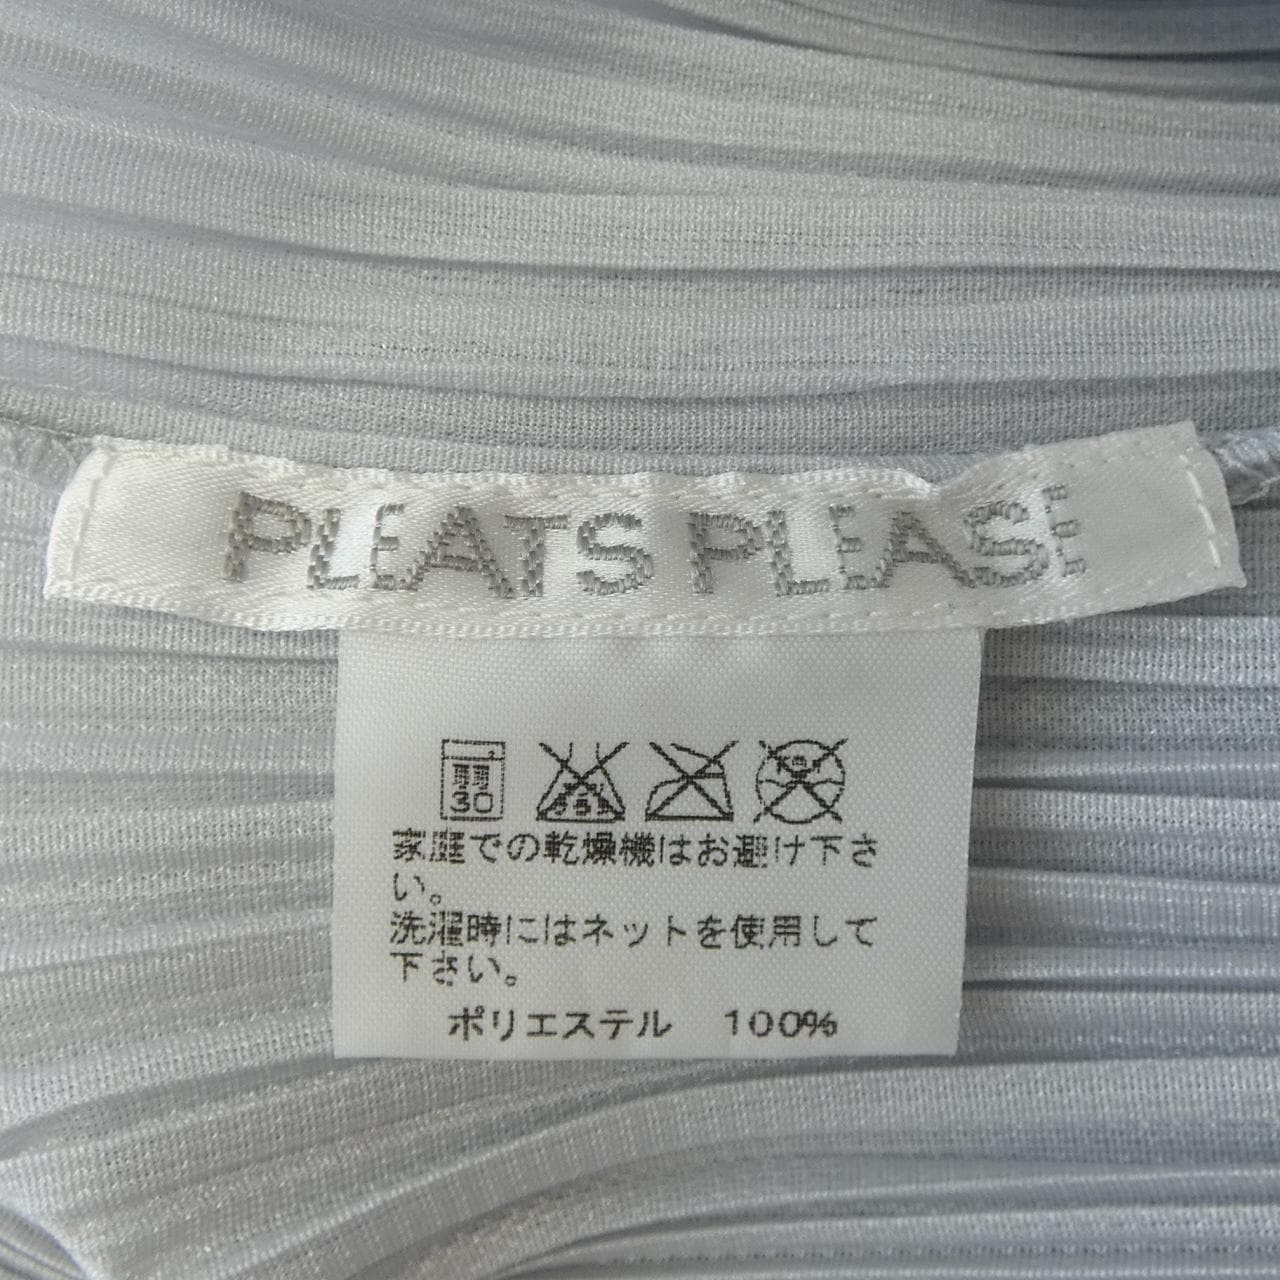 PLEATS PLEASE
弱
30
家庭での乾燥機はお避け下さ
い。
洗濯時にはネットを使用して
下さい。
ポリエステル 100%